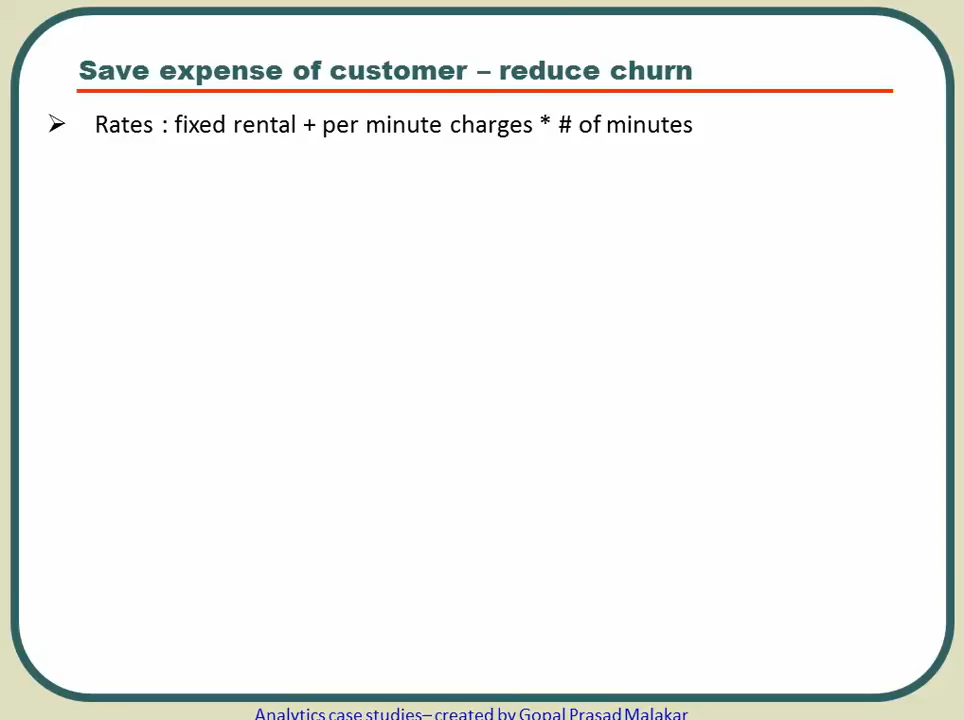 Save expense of customer – reduce churn
Rates : fixed rental + per minute charges * # of minutes
Analytics case studies– created by Gopal Prasad Malakar